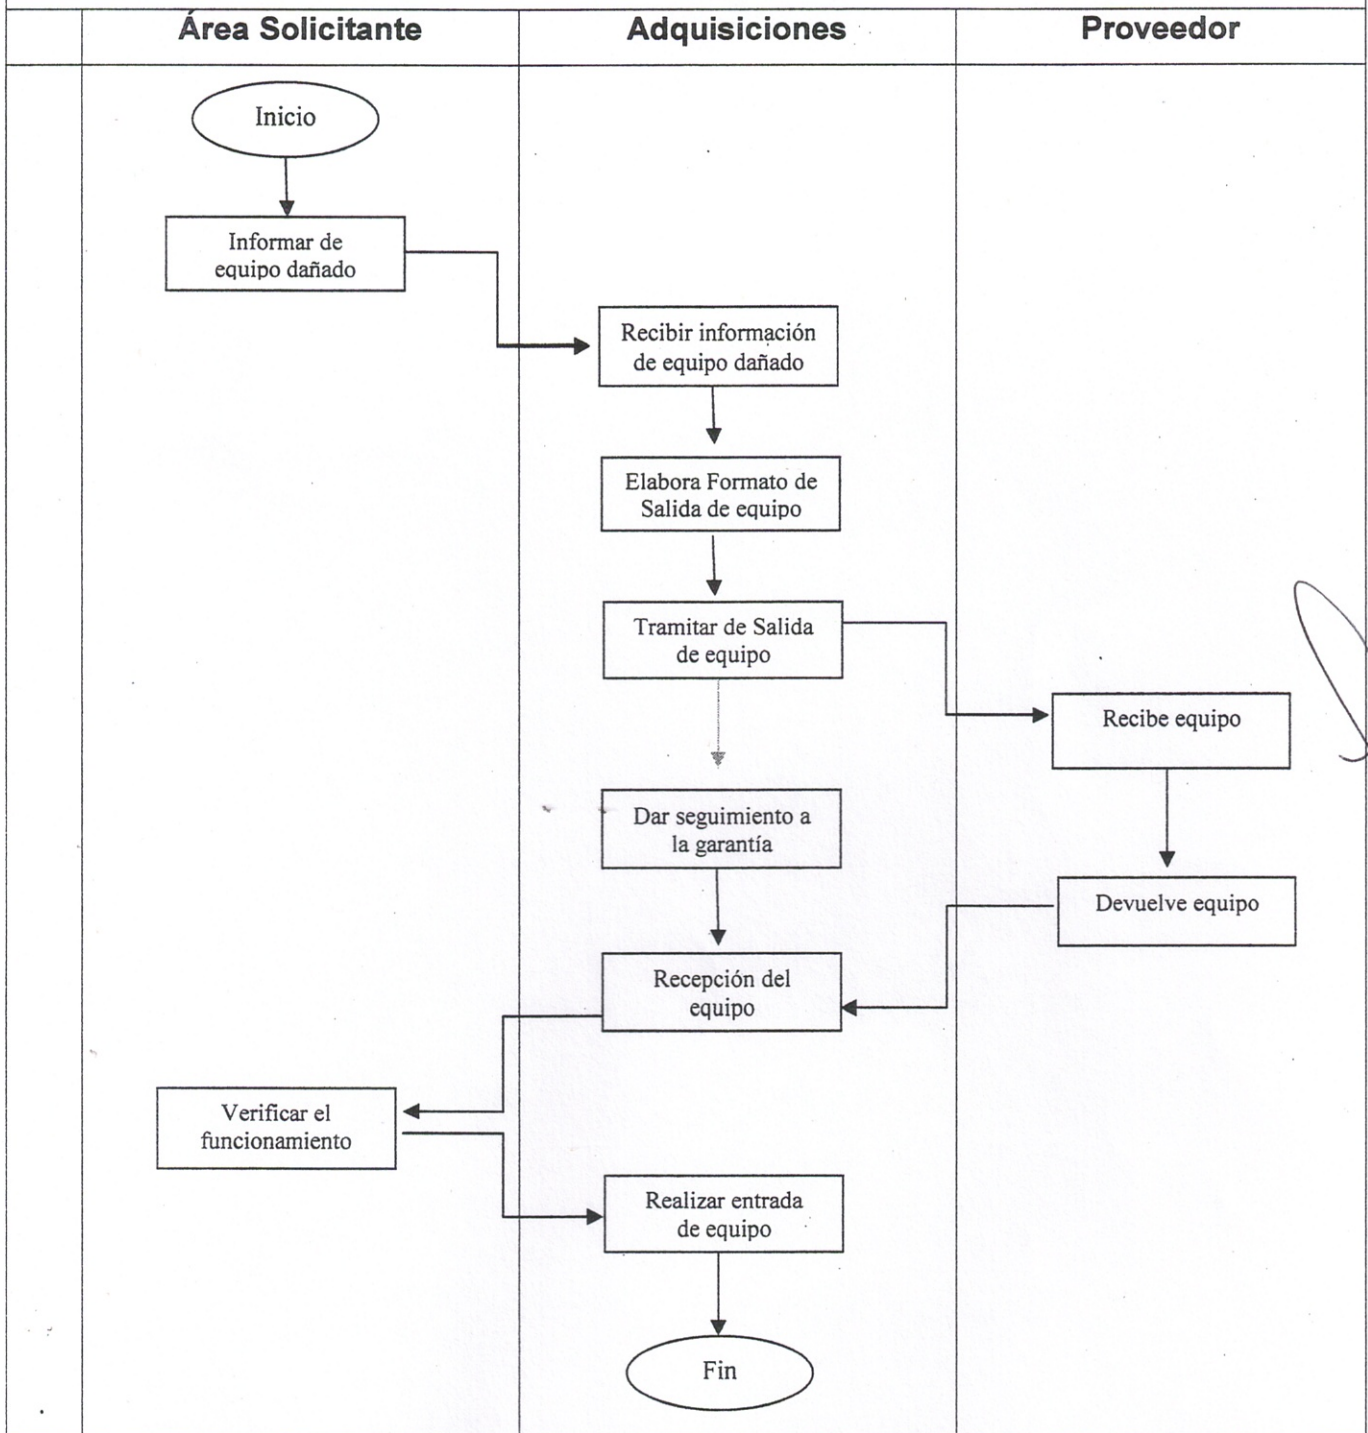 Área Solicitante
Adquisiciones
Proveedor
Inicio
Informar de
equipo dañado
Recibir información
de equipo dañado
Elabora Formato de
Salida de equipo
Tramitar de Salida
de equipo
Recibe equipo
Dar seguimiento a
la garantía
Devuelve equipo
Recepción del
equipo
Verificar el
funcionamiento
Realizar entrada
de equipo
Fin